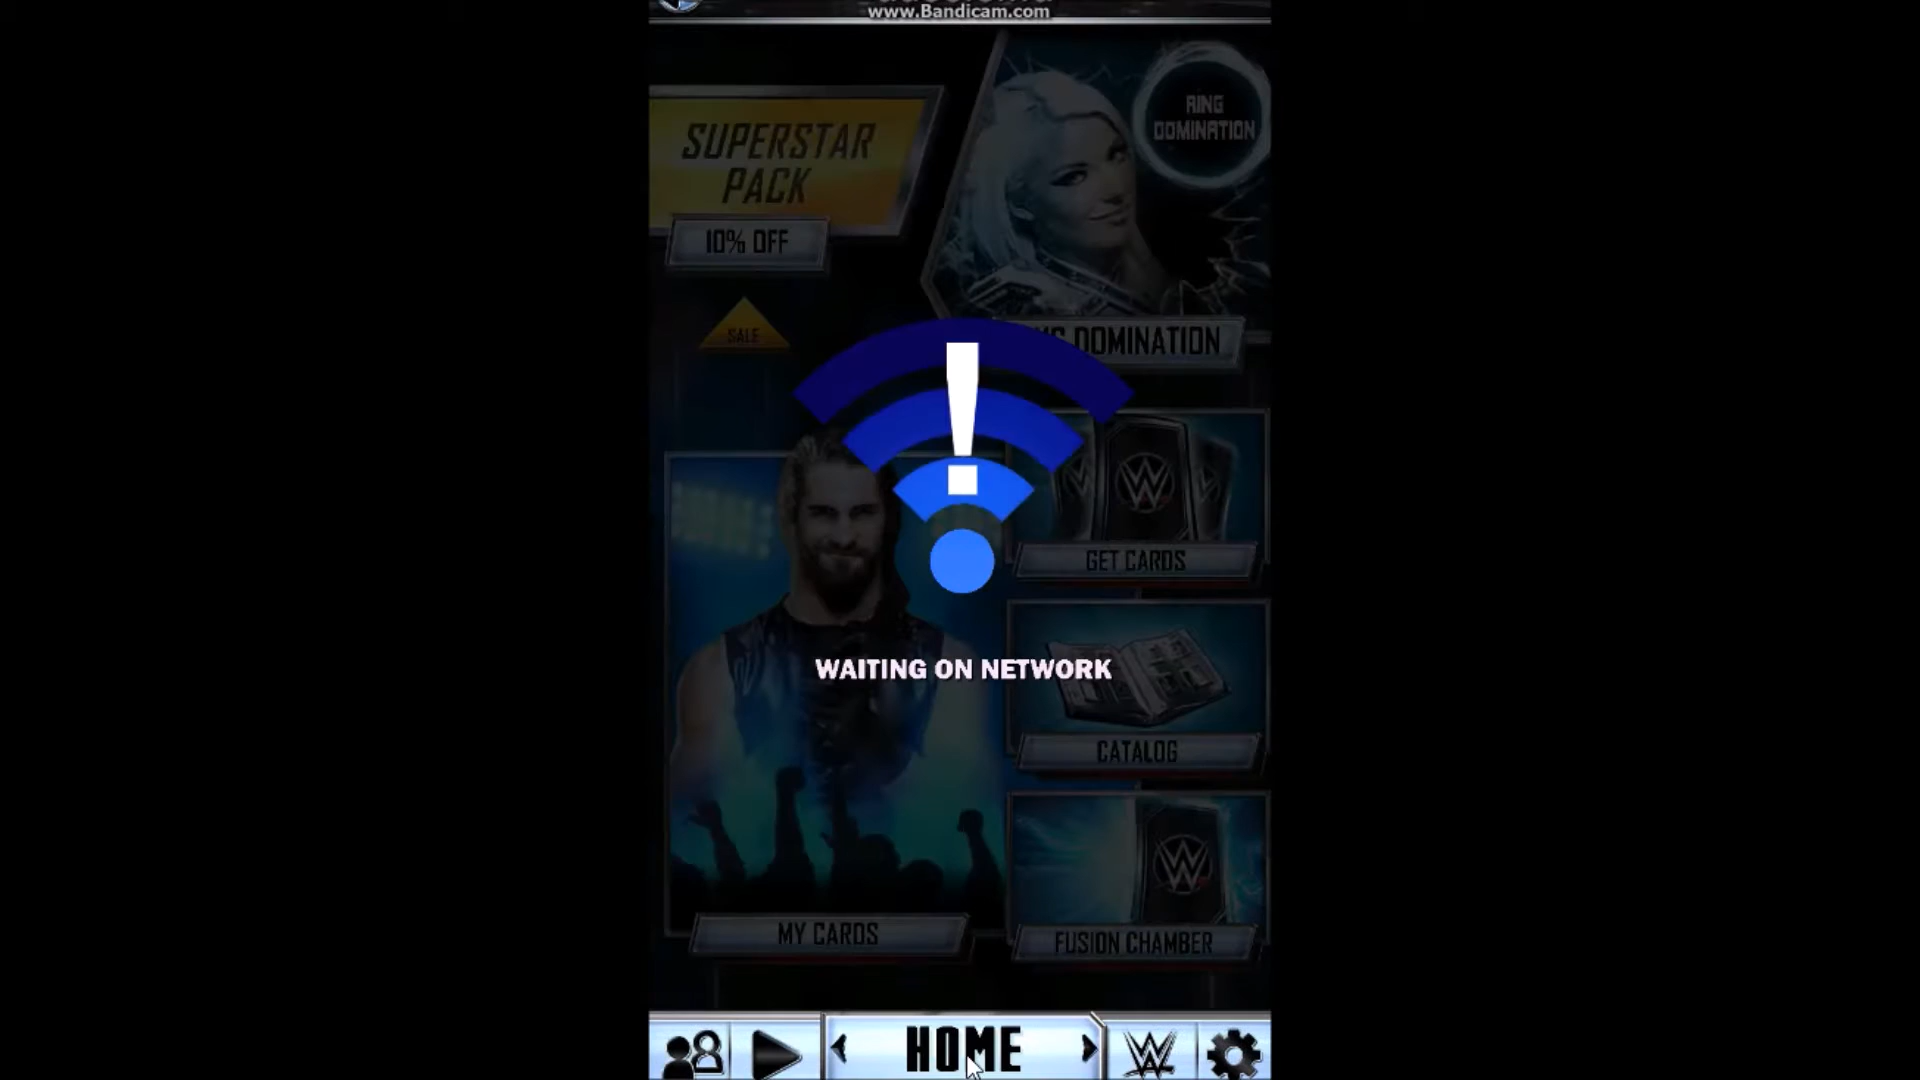 www.Bandicam.com
RING
DOMINATION
SUPERSTAR
PACK
10% OFF
SALE
DOMINATION
WAITING ON NETWORK
GET CARDS
CATALOG
MY CARDS
FUSION CHAMBER
HOME